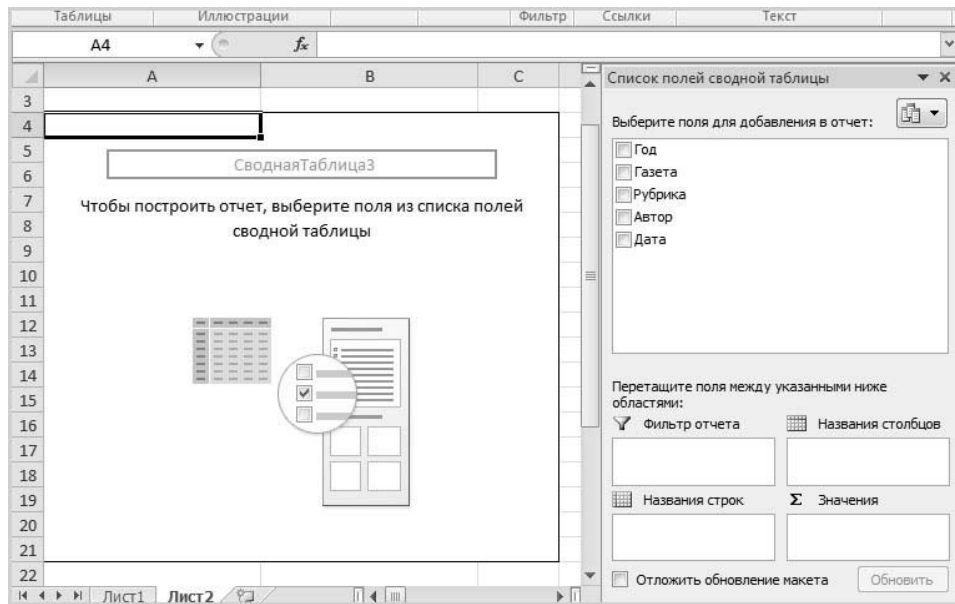 Таблицы Иллюстрации Фильтр Ссылки Текст
A4 fx
A B C
3
4
5
6
7
8
9
10
11
12
13
14
15
16
17
18
19
20
21
22
СводнаяТаблица3
Чтобы построить отчет, выберите поля из списка полей
сводной таблицы
Лист1 Лист2
Список полей сводной таблицы
Выберите поля для добавления в отчет:
Год
Газета
Рубрика
Автор
Дата
Перетащите поля между указанными ниже
областями:
Фильтр отчета Названия столбцов
Названия строк Σ Значения
Отложить обновление макета Обновить